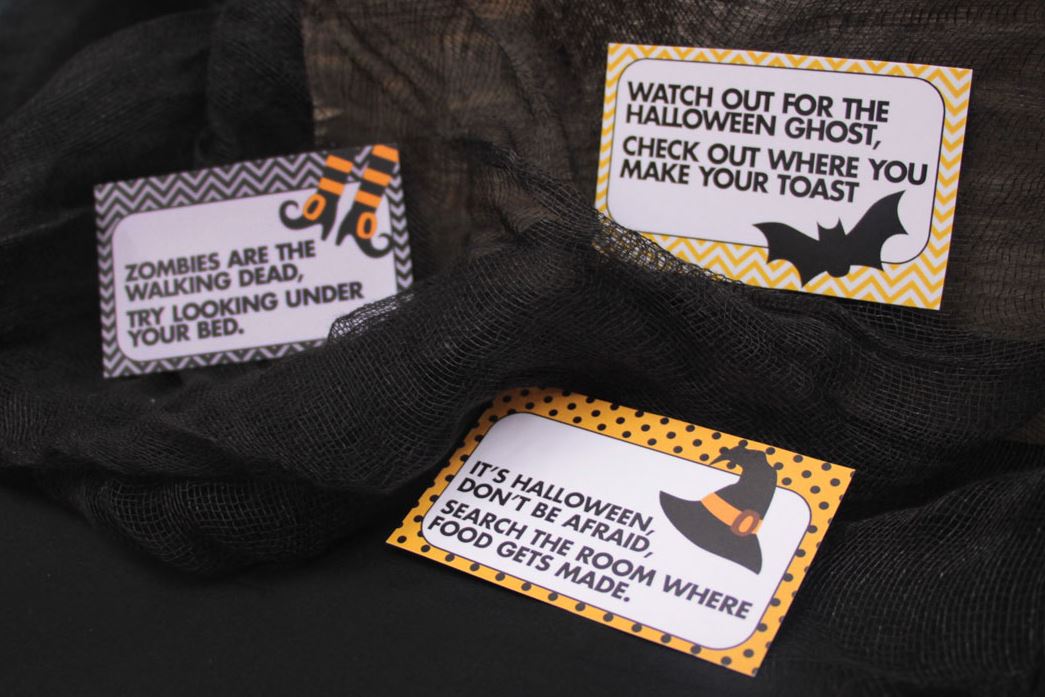 WATCH OUT FOR THE
HALLOWEEN GHOST,
CHECK OUT WHERE YOU
MAKE YOUR TOAST
ZOMBIES ARE THE
WALKING DEAD,
TRY LOOKING UNDER
YOUR BED.
IT'S HALLOWEEN,
DON'T BE AFRAID,
SEARCH THE ROOM WHERE
FOOD GETS MADE.